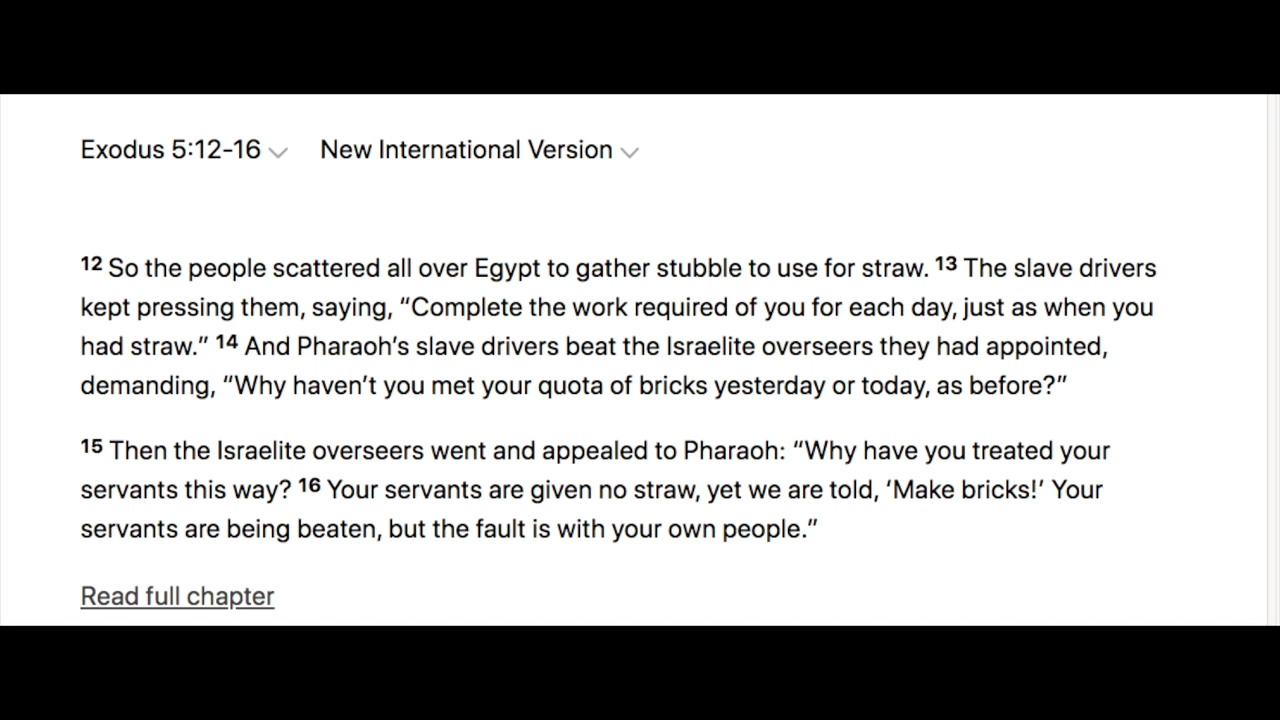 Exodus 5:12-16 New International Version
12 So the people scattered all over Egypt to gather stubble to use for straw. 13 The slave drivers
kept pressing them, saying, “Complete the work required of you for each day, just as when you
had straw.” 14 And Pharaoh’s slave drivers beat the Israelite overseers they had appointed,
demanding, “Why haven’t you met your quota of bricks yesterday or today, as before?”
15 Then the Israelite overseers went and appealed to Pharaoh: “Why have you treated your
servants this way? 16 Your servants are given no straw, yet we are told, ‘Make bricks!’ Your
servants are being beaten, but the fault is with your own people.”
Read full chapter